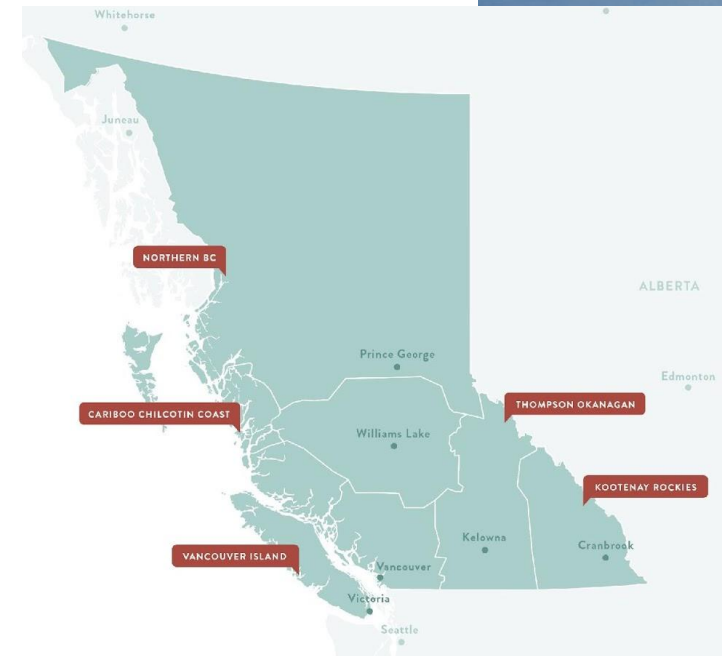 Whitehorse
Juneau
NORTHERN BC
ALBERTA
Prince George
Edmonton
THOMPSON OKANAGAN
CARIBOO CHILCOTIN COAST
Williams Lake
KOOTENAY ROCKIES
Kelowna
Cranbrook
VANCOUVER ISLAND
Vancouver
Victoria
Seattle